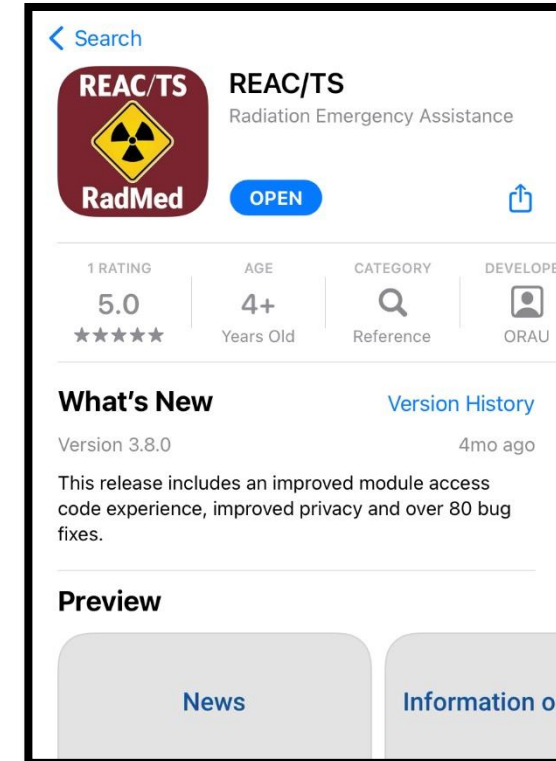 Search
REAC/TS
RadMed
REAC/TS
Radiation Emergency Assistance
OPEN
1 RATING
5.0
★★★★★
AGE
4+
Years Old
CATEGORY
Reference
DEVELOPE
ORAU
What's New
Version History
Version 3.8.0
4mo ago
This release includes an improved module access
code experience, improved privacy and over 80 bug
fixes.
Preview
News
Information o